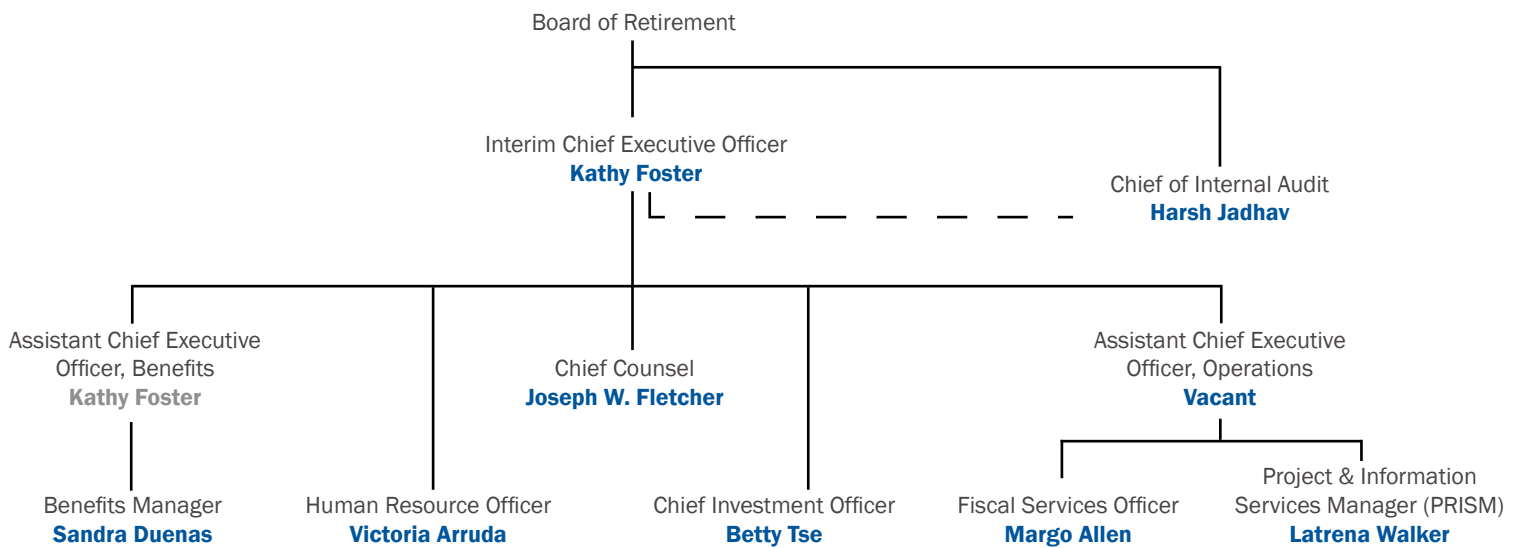 Board of Retirement
Interim Chief Executive Officer
Kathy Foster
Chief of Internal Audit
Harsh Jadhav
Assistant Chief Executive
Officer, Benefits
Kathy Foster
Chief Counsel
Joseph W. Fletcher
Assistant Chief Executive
Officer, Operations
Vacant
Benefits Manager
Sandra Duenas
Human Resource Officer
Victoria Arruda
Chief Investment Officer
Betty Tse
Fiscal Services Officer
Margo Allen
Project & Information
Services Manager (PRISM)
Latrena Walker